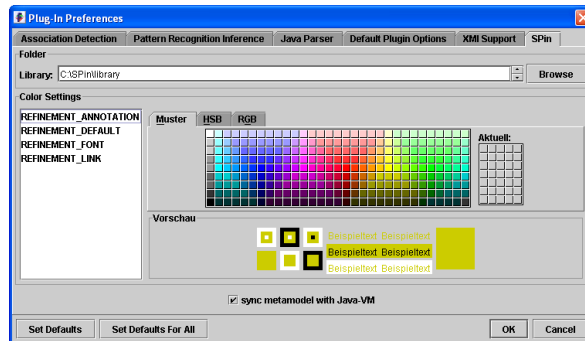 Plug-In Preferences
Association Detection Pattern Recognition Inference Java Parser Default Plugin Options XMI Support SPin
Folder
Library: C:\SPin\library Browse
Color Settings
REFINEMENT_ANNOTATION
REFINEMENT_DEFAULT
REFINEMENT_FONT
REFINEMENT_LINK
Muster HSB RGB
Aktuell:
Vorschau
Beispieltext Beispieltext
Beispieltext Beispieltext
Beispieltext Beispieltext
sync metamodel with Java-VM
Set Defaults Set Defaults For All OK Cancel